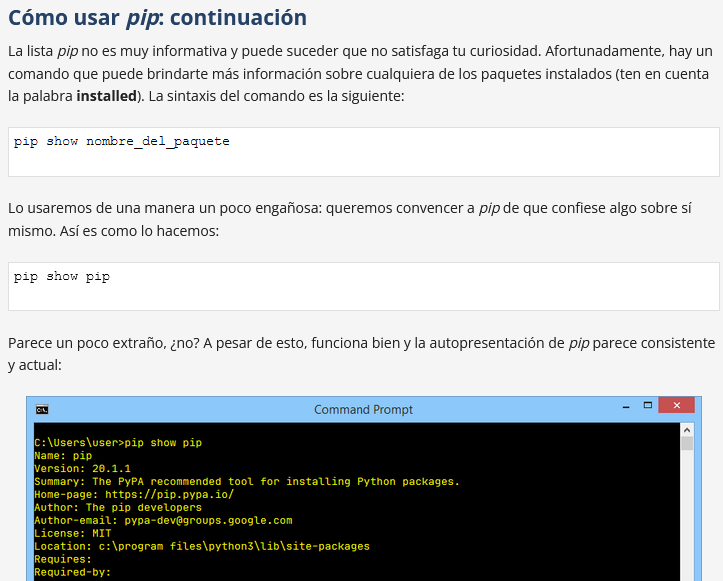 Cómo usar pip: continuación
La lista pip no es muy informativa y puede suceder que no satisfaga tu curiosidad. Afortunadamente, hay un
comando que puede brindarte más información sobre cualquiera de los paquetes instalados (ten en cuenta
la palabra installed). La sintaxis del comando es la siguiente:
pip show nombre_del_paquete
Lo usaremos de una manera un poco engañosa: queremos convencer a pip de que confiese algo sobre sí
mismo. Así es como lo hacemos:
pip show pip
Parece un poco extraño, ¿no? A pesar de esto, funciona bien y la autopresentación de pip parece consistente
y actual:
Command Prompt
C:\Users\user>pip show pip
Name: pip
Version: 20.1.1
Summary: The PyPA recommended tool for installing Python packages.
Home-page: https://pip.pypa.io/
Author: The pip developers
Author-email: pypa-dev@groups.google.com
License: MIT
Location: c:\program files\python3\lib\site-packages
Requires:
Required-by: